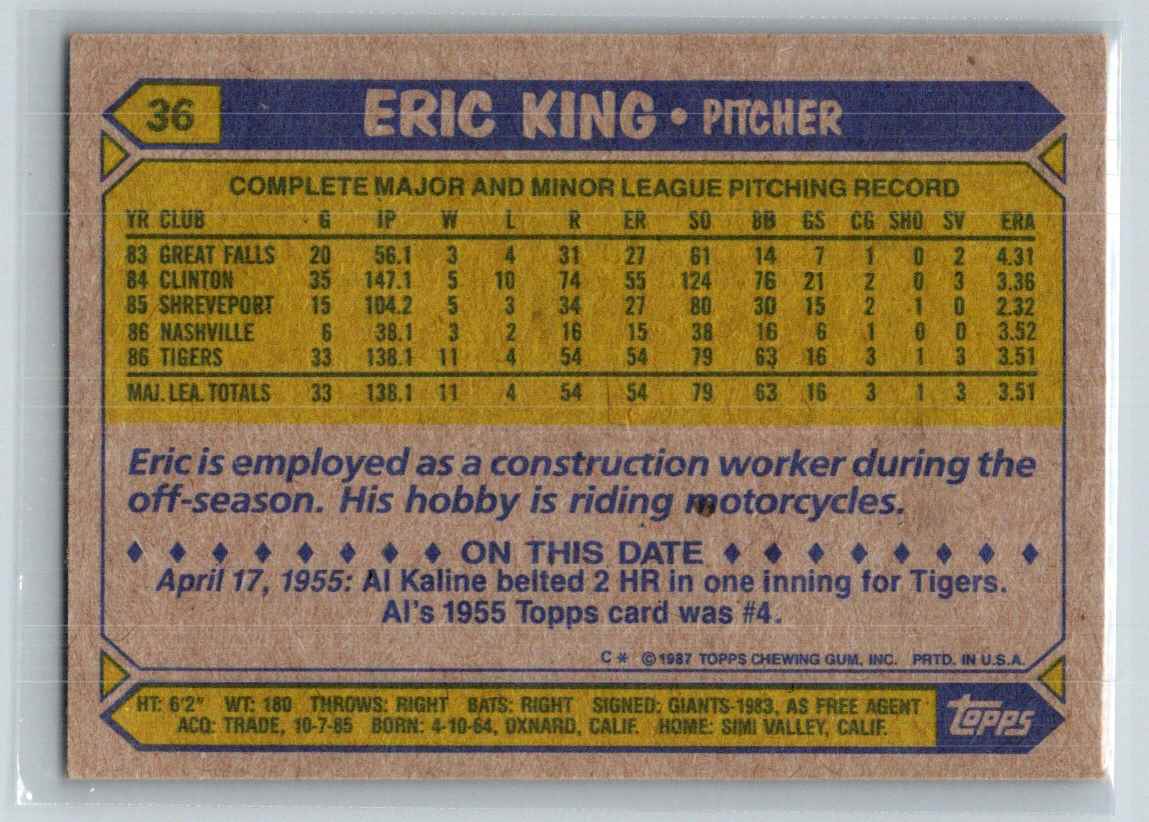 36 ERIC KING • PITCHER
COMPLETE MAJOR AND MINOR LEAGUE PITCHING RECORD
YR CLUB G IP W L R ER SO BB GS CG SHO SV ERA
83 GREAT FALLS 20 56.1 3 4 31 27 61 14 7 1 0 2 4.31
84 CLINTON 35 147.1 5 10 74 55 124 76 21 2 0 3 3.36
85 SHREVEPORT 15 104.2 5 3 34 27 80 30 15 2 1 0 2.32
86 NASHVILLE 6 38.1 3 2 16 15 38 16 6 1 0 0 3.52
86 TIGERS 33 138.1 11 4 54 54 79 63 16 3 1 3 3.51
MAJ. LEA. TOTALS 33 138.1 11 4 54 54 79 63 16 3 1 3 3.51
Eric is employed as a construction worker during the
off-season. His hobby is riding motorcycles.
♦ ♦ ♦ ♦ ♦ ♦ ♦ ♦ ON THIS DATE ♦ ♦ ♦ ♦ ♦ ♦ ♦ ♦
April 17, 1955: Al Kaline belted 2 HR in one inning for Tigers.
Al's 1955 Topps card was #4.
C* ©1987 TOPPS CHEWING GUM, INC. PRTD. IN U.S.A.
HT: 6'2" WT: 180 THROWS: RIGHT BATS: RIGHT SIGNED: GIANTS-1983, AS FREE AGENT
ACQ: TRADE, 10-7-85 BORN: 4-10-64, OXNARD, CALIF. HOME: SIMI VALLEY, CALIF.
topps